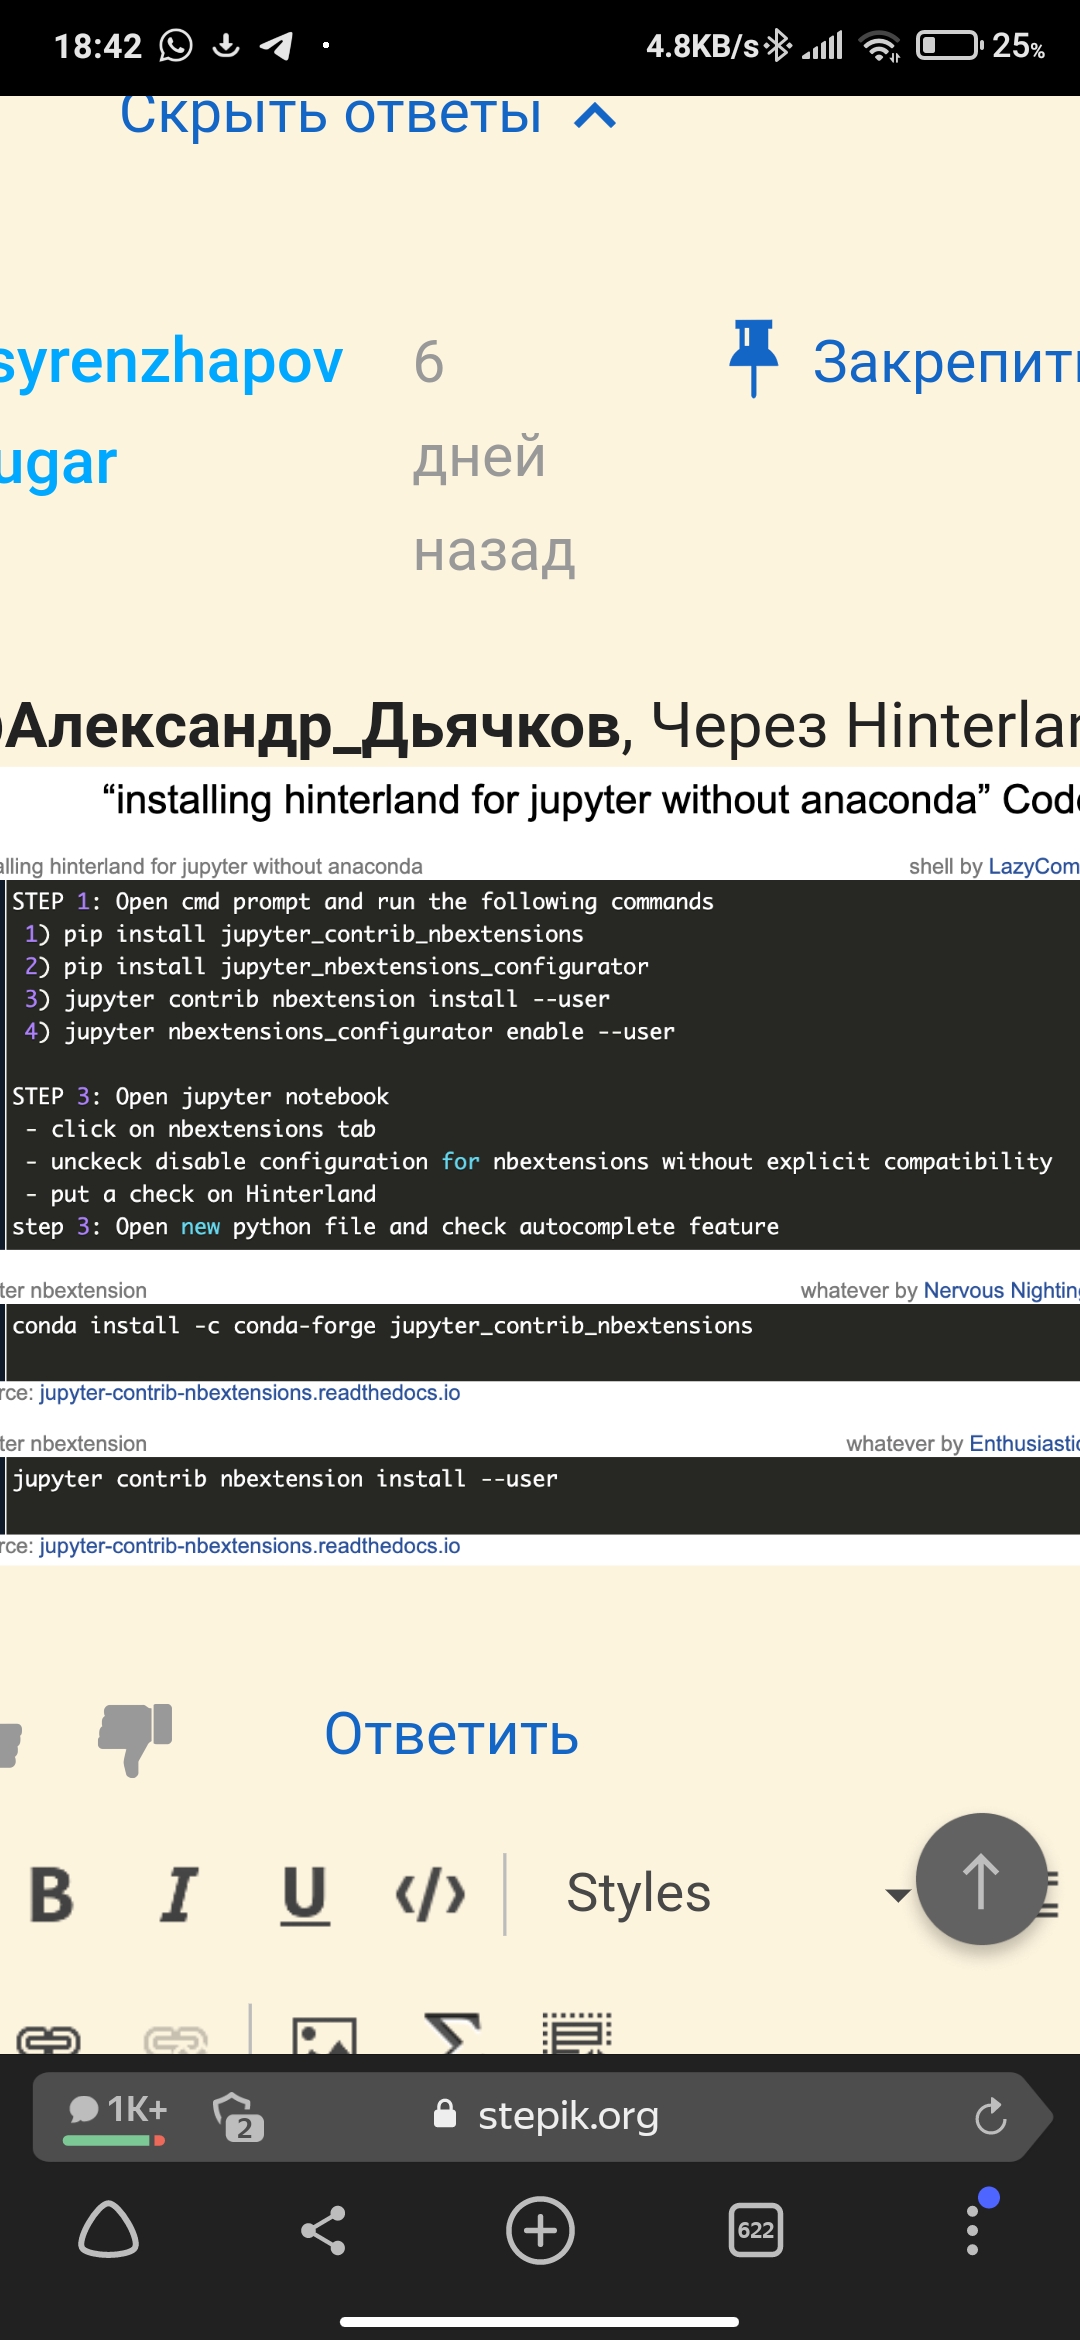 18:42 4.8KB/s 25%
Скрыть ответы
syrenzhapov 6 Закрепит
ugar дней
назад
Александр_Дьячков, Через Hinterlan
“installing hinterland for jupyter without anaconda” Code
alling hinterland for jupyter without anaconda shell by LazyCom
STEP 1: Open cmd prompt and run the following commands
1) pip install jupyter_contrib_nbextensions
2) pip install jupyter_nbextensions_configurator
3) jupyter contrib nbextension install --user
4) jupyter nbextensions_configurator enable --user
STEP 3: Open jupyter notebook
- click on nbextensions tab
- unckeck disable configuration for nbextensions without explicit compatibility
- put a check on Hinterland
step 3: Open new python file and check autocomplete feature
ter nbextension whatever by Nervous Nighting
conda install -c conda-forge jupyter_contrib_nbextensions
rce: jupyter-contrib-nbextensions.readthedocs.io
ter nbextension whatever by Enthusiastic
jupyter contrib nbextension install --user
rce: jupyter-contrib-nbextensions.readthedocs.io
Ответить
B I U </> Styles
1K+ 2 stepik.org
622